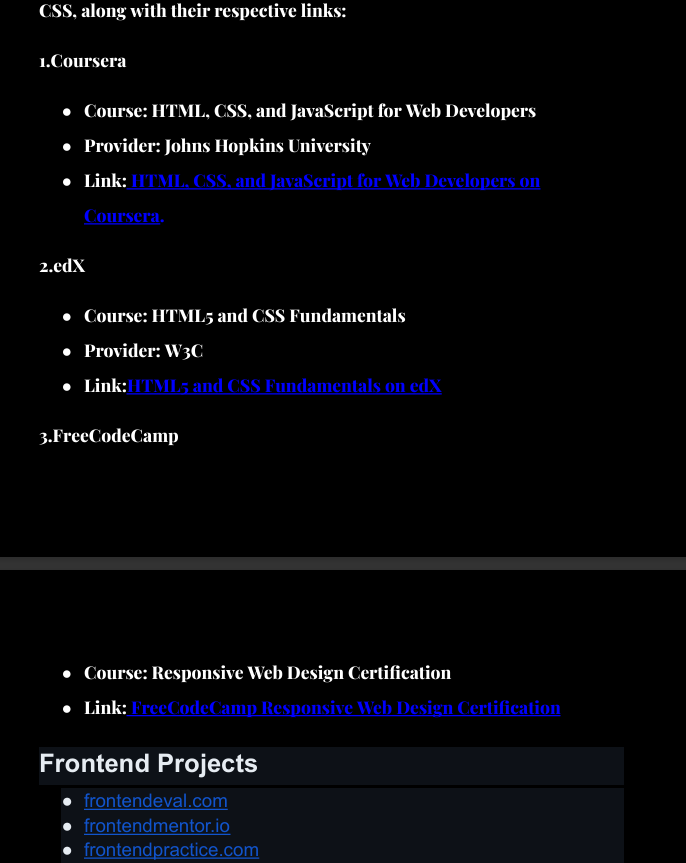 CSS, along with their respective links:
1.Coursera
● Course: HTML, CSS, and JavaScript for Web Developers
● Provider: Johns Hopkins University
● Link: HTML, CSS, and JavaScript for Web Developers on
Coursera.
2.edX
● Course: HTML5 and CSS Fundamentals
● Provider: W3C
● Link:HTML5 and CSS Fundamentals on edX
3.FreeCodeCamp
● Course: Responsive Web Design Certification
● Link: FreeCodeCamp Responsive Web Design Certification
Frontend Projects
● frontendeval.com
● frontendmentor.io
● frontendpractice.com